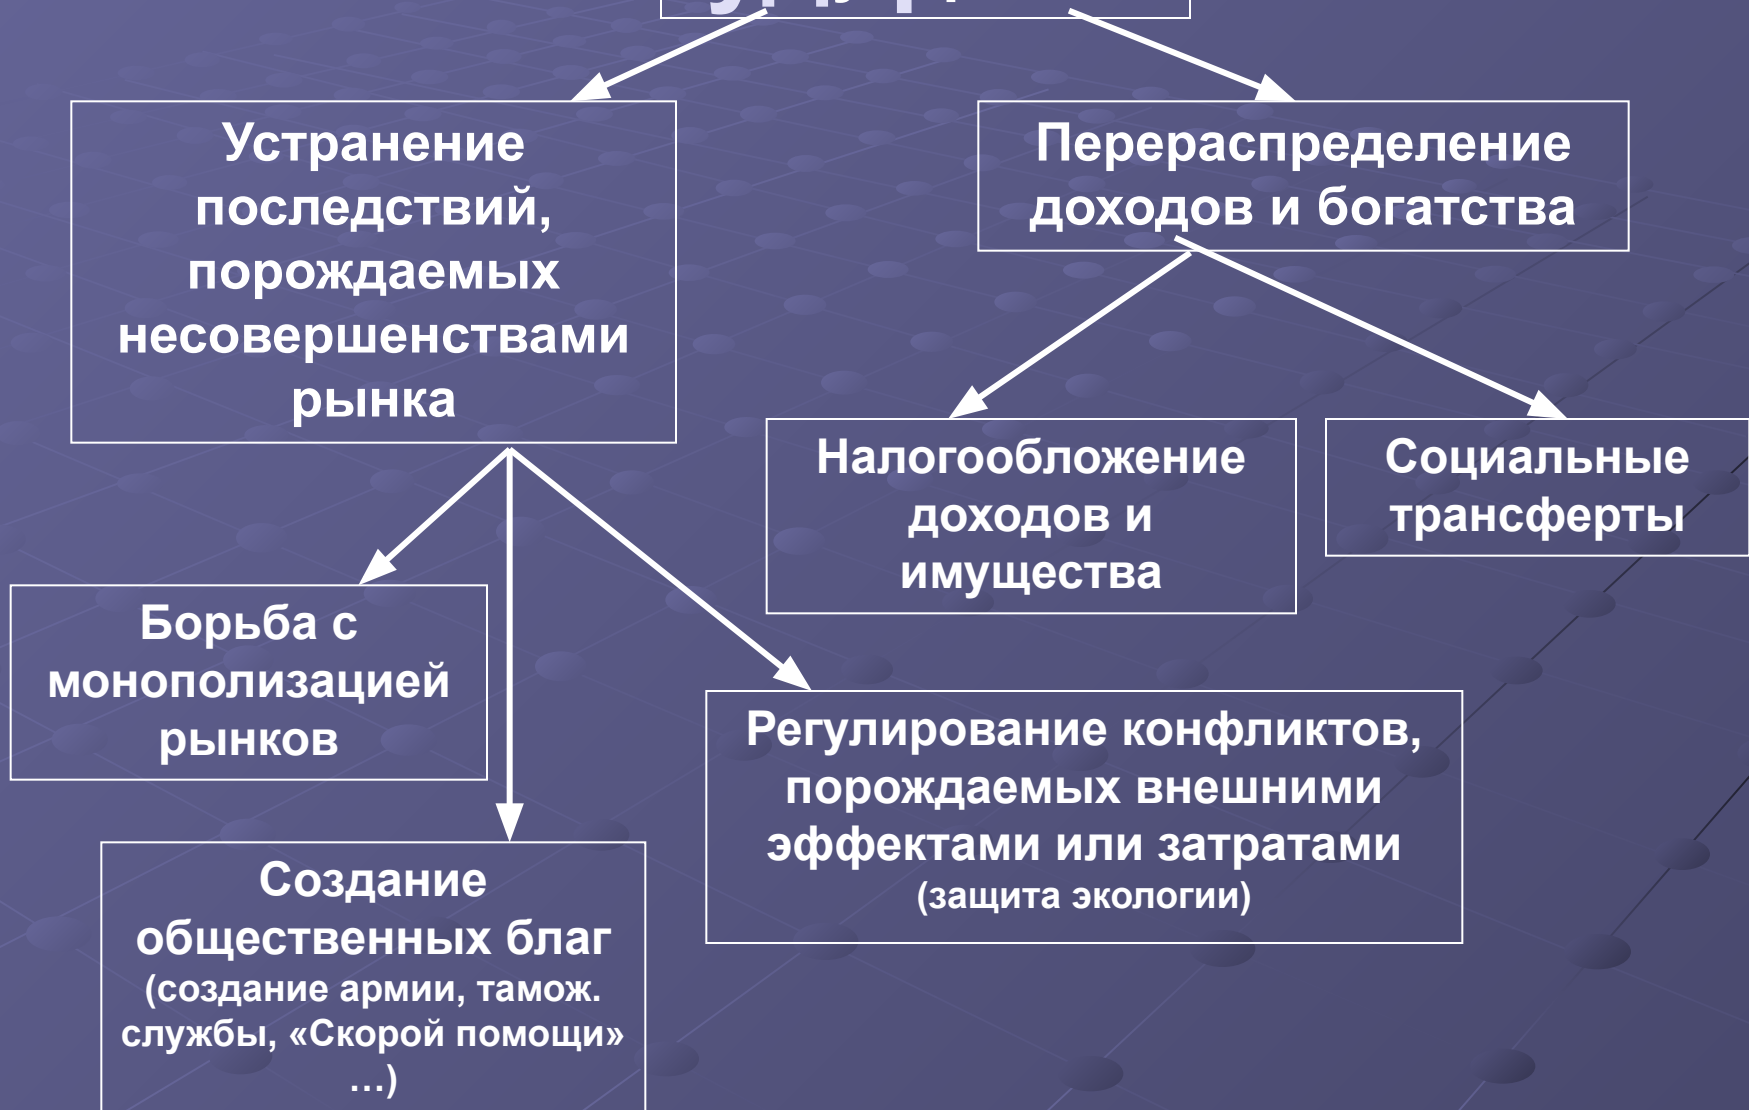 Устранение
последствий,
порождаемых
несовершенствами
рынка
Перераспределение
доходов и богатства
Налогообложение
доходов и
имущества
Социальные
трансферты
Борьба с
монополизацией
рынков
Регулирование конфликтов,
порождаемых внешними
эффектами или затратами
(защита экологии)
Создание
общественных благ
(создание армии, тамож.
службы, «Скорой помощи»
…)